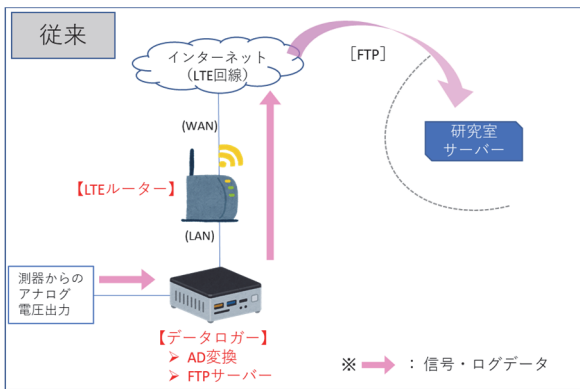 従来
インターネット
（LTE回線）
［FTP］
研究室
サーバー
(WAN)
【LTEルーター】
(LAN)
測器からの
アナログ
電圧出力
【データロガー】
➢ AD変換
➢ FTPサーバー
※ ：信号・ログデータ